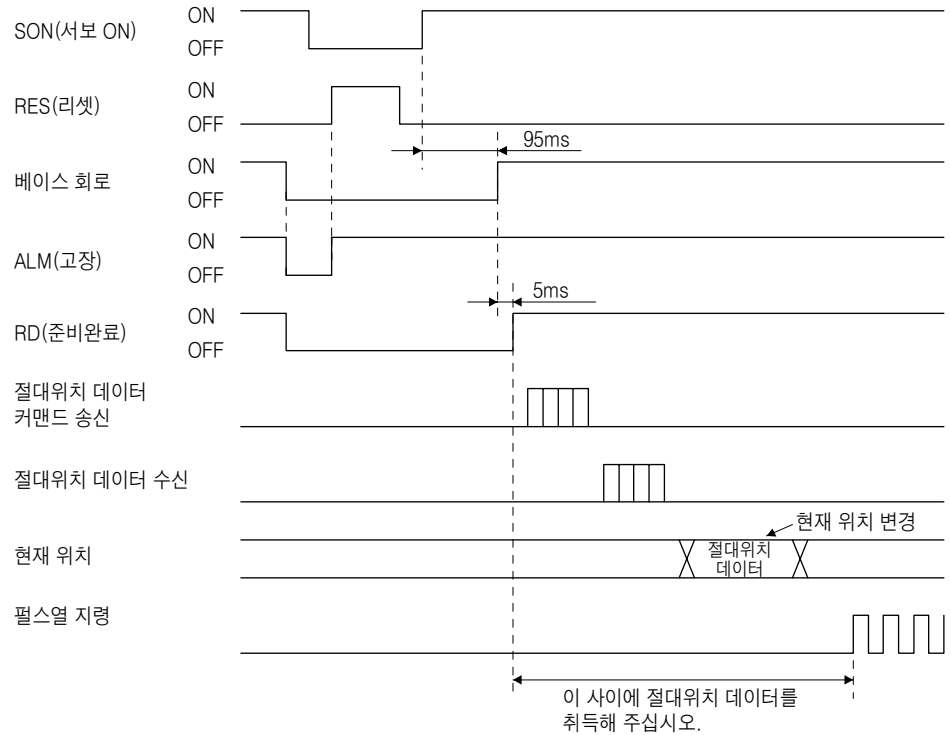 SON(서보 ON)
ON
OFF
RES(리셋)
ON
OFF
95ms
베이스 회로
ON
OFF
ALM(고장)
ON
OFF
5ms
RD(준비완료)
ON
OFF
절대위치 데이터
커맨드 송신
절대위치 데이터 수신
현재 위치 변경
현재 위치
절대위치
데이터
펄스열 지령
이 사이에 절대위치 데이터를
취득해 주십시오.